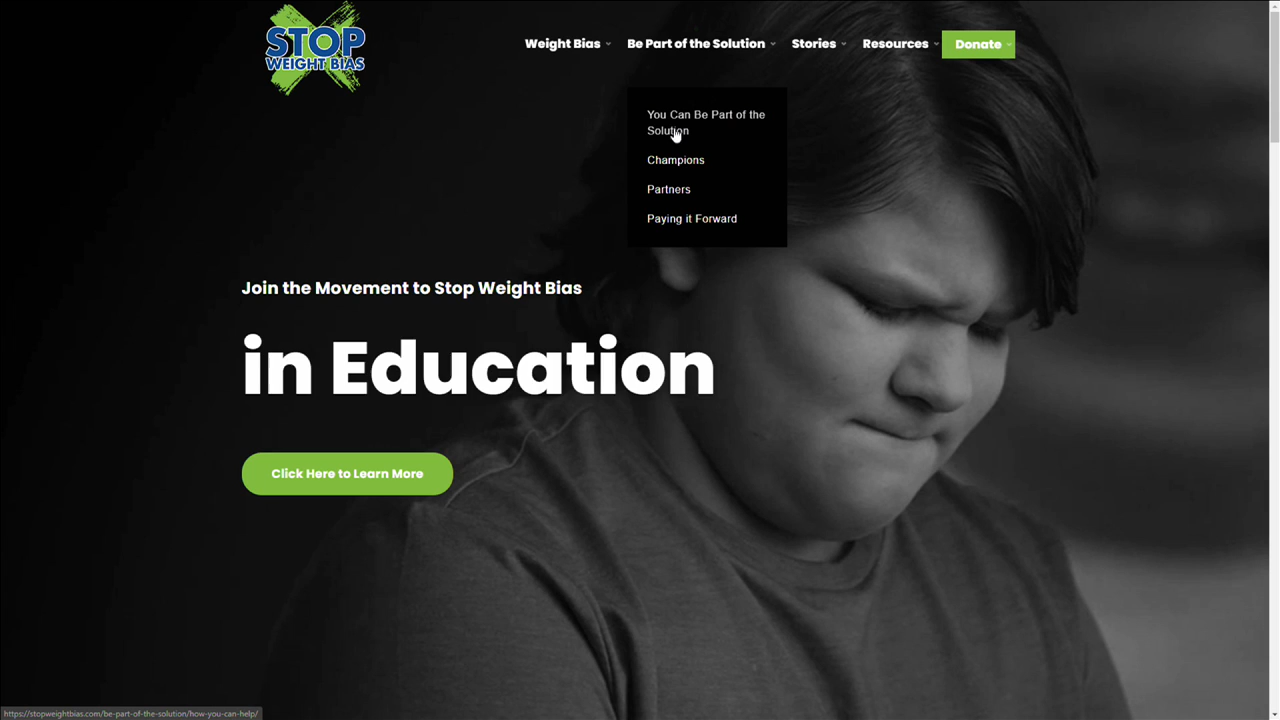 STOP
WEIGHT BIAS
Weight Bias
Be Part of the Solution
Stories
Resources
Donate
You Can Be Part of the
Solution
Champions
Partners
Paying it Forward
Join the Movement to Stop Weight Bias
in Education
Click Here to Learn More
https://stopweightbias.com/be-part-of-the-solution/how-you-can-help/